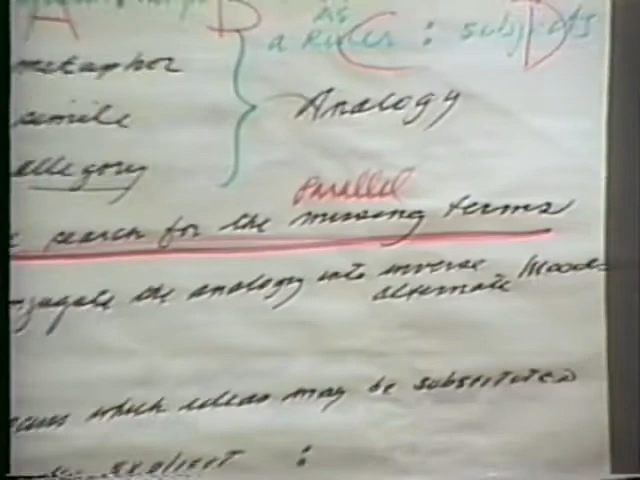 A B C D
as
a Ruler : subjects
metaphor
simile
allegory
Analogy
Parallel
search for the missing terms
the analogy into inverse
alternate
which ideas may be substituted
explicit :